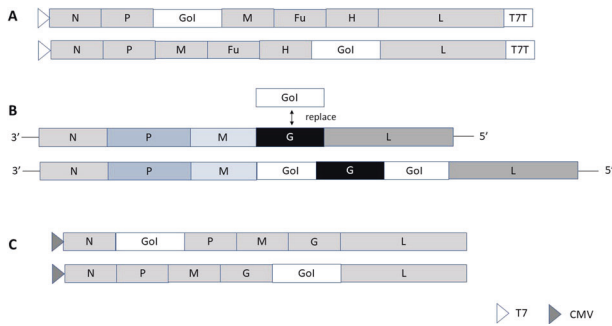 A N P GoI M Fu H L T7T
N P M Fu H GoI L T7T
GoI
replace
B
3’ N P M G L 5’
3’ N P M GoI G GoI L 5’
C N GoI P M G L
N P M G GoI L
T7 CMV